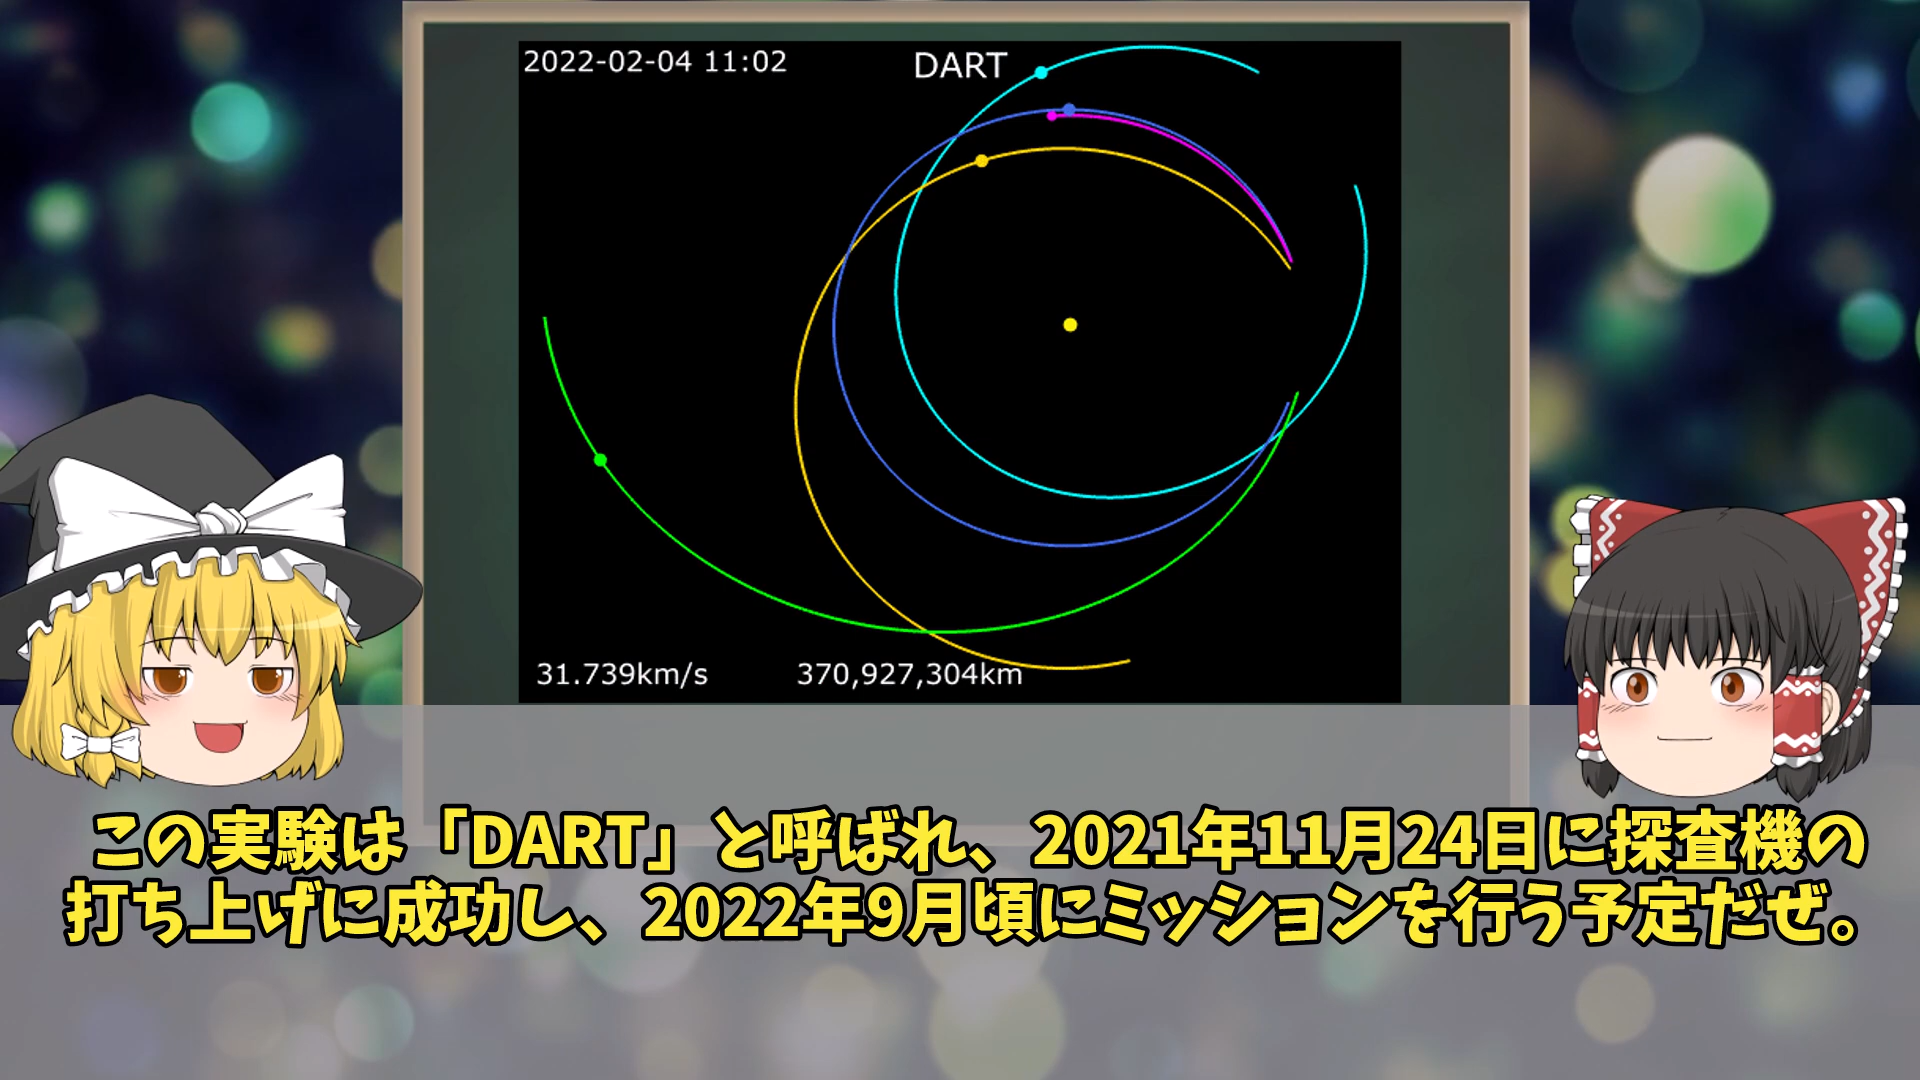 2022-02-04 11:02
DART
31.739km/s
370,927,304km
この実験は「DART」と呼ばれ、2021年11月24日に探査機の
打ち上げに成功し、2022年9月頃にミッションを行う予定だぜ。